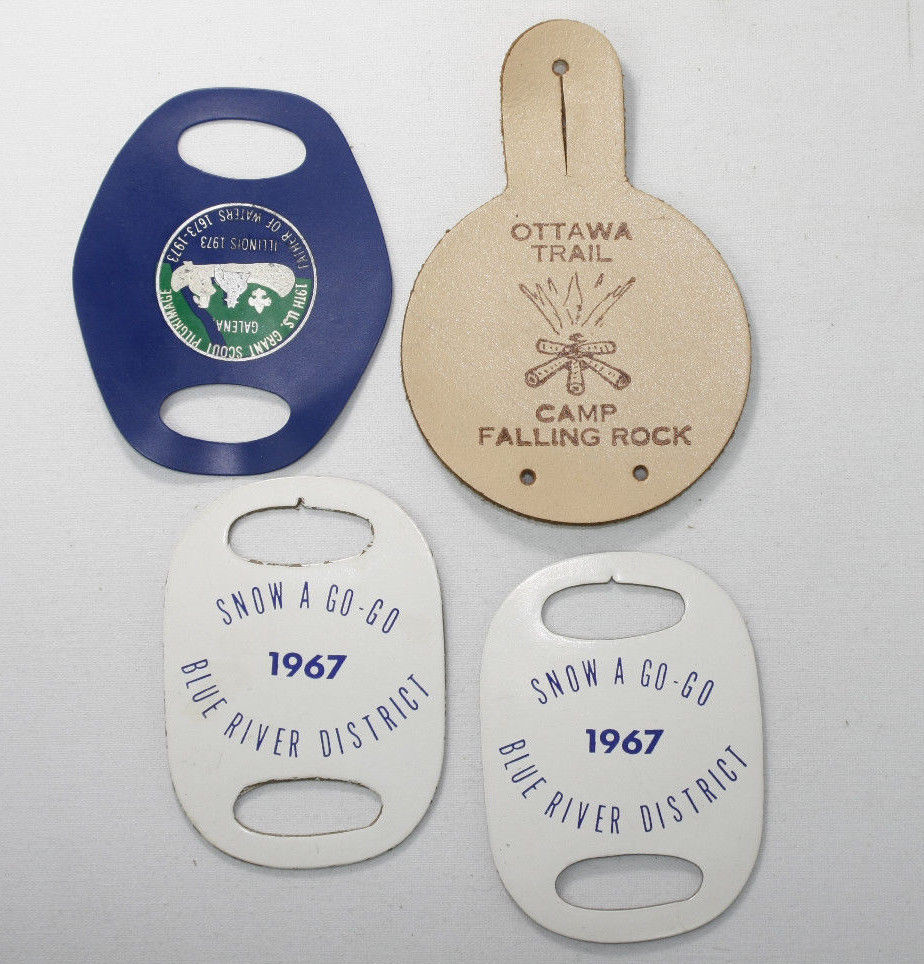 19TH U.S. GRANT SCOUT PILGRIMAGE
FATHER OF WATERS 1673-1973
ILLINOIS 1973
GALENA
OTTAWA
TRAIL
CAMP
FALLING ROCK
SNOW A GO-GO
1967
BLUE RIVER DISTRICT
SNOW A GO-GO
1967
BLUE RIVER DISTRICT